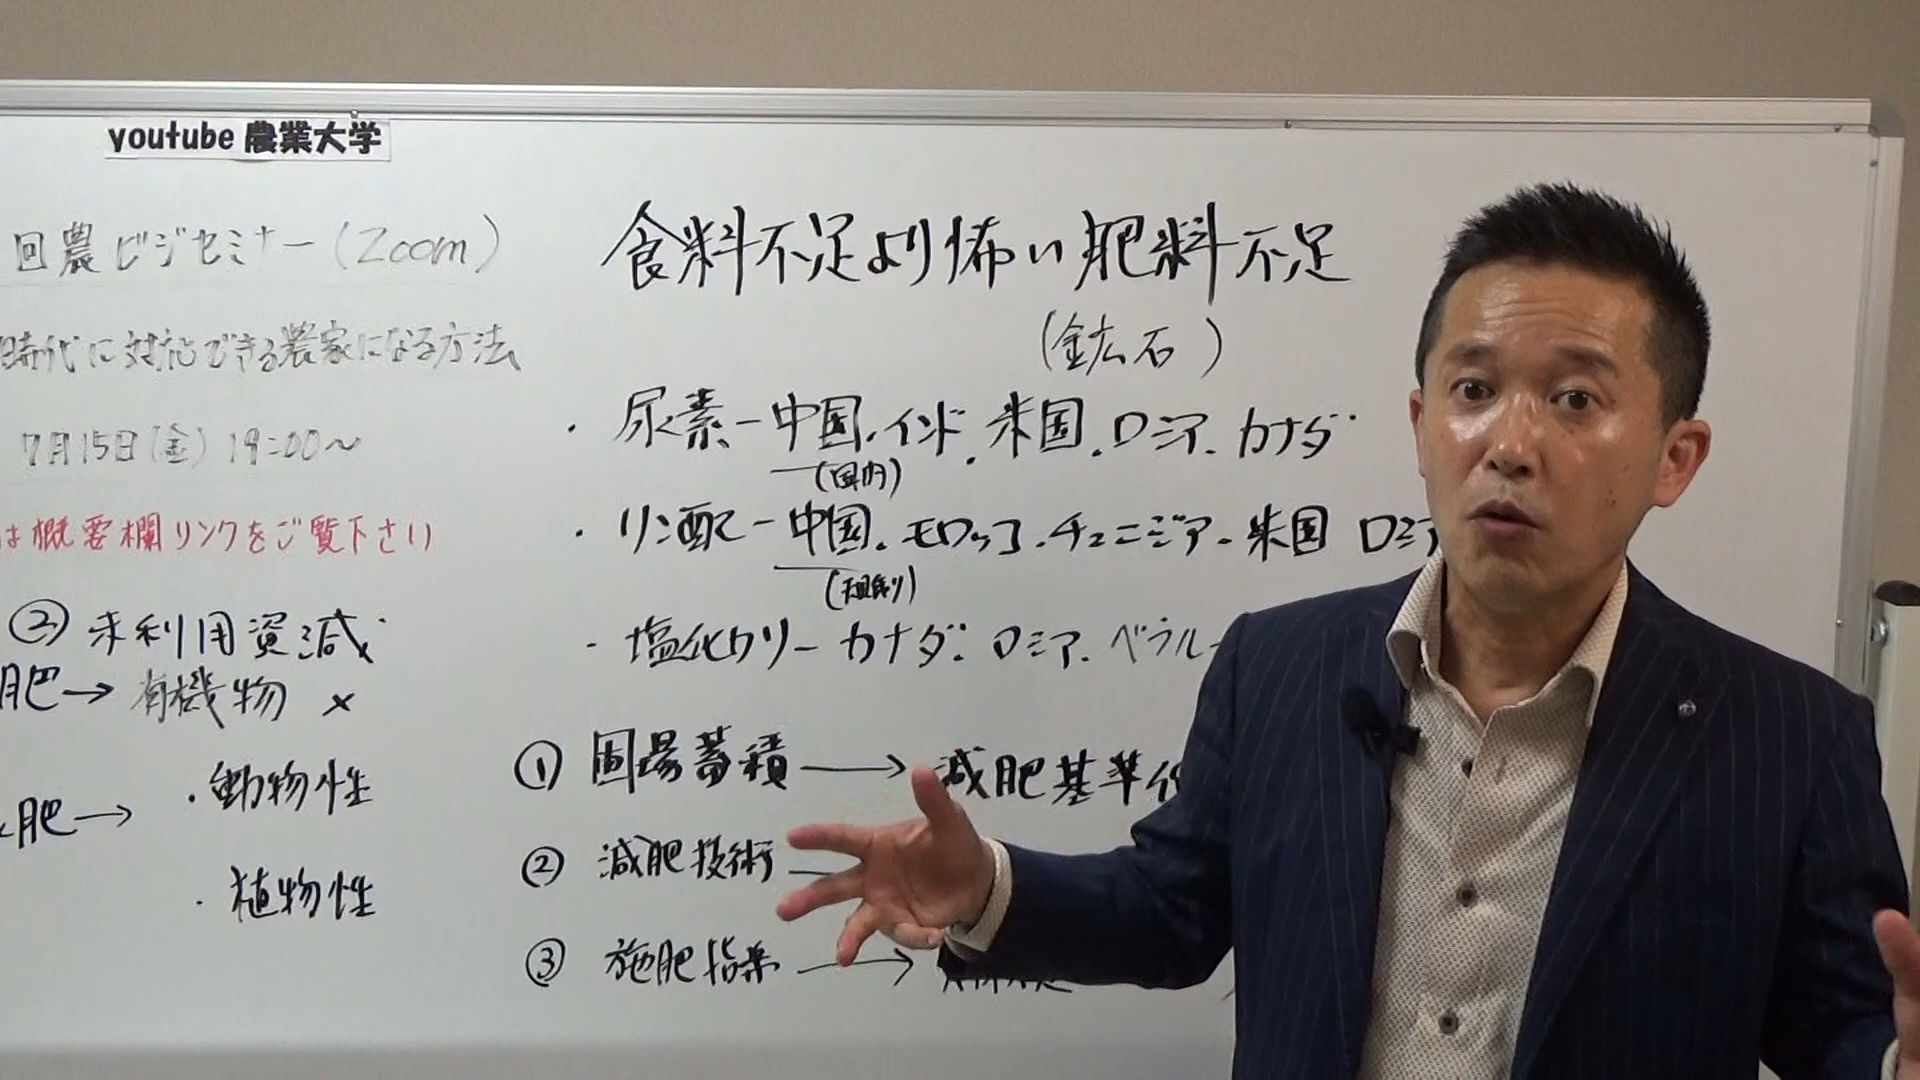 youtube 農業大学
回農ビジセミナー(Zoom)
時代に対応できる農家になる方法
7月15日(金) 19:00〜
は概要欄リンクをご覧下さい
② 未利用資減
肥→有機物 ×
・動物性
肥→
・植物性
食料不足より怖い肥料不足
(鉱石)
・尿素ー中国.インド.米国.ロシア.カナダ
(国内)
・リン酸ー中国.モロッコ.チュニジア.米国 ロシア
・塩化カリーカナダ.ロシア.ベラルー
① 圃場蓄積→減肥基準
② 減肥技術
③ 施肥指導→